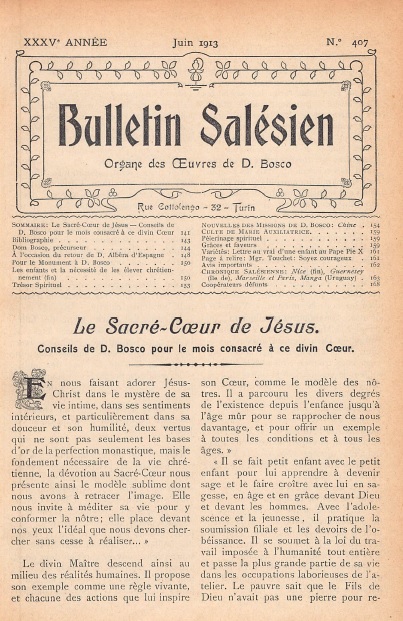 XXXVᵉ ANNÉE Juin 1913 N.° 407
Bulletin Salésien
Organe des Œuvres de D. Bosco
Rue Cottolengo - 32 - Turin
SOMMAIRE: Le Sacré-Cœur de Jésus — Conseils de
D. Bosco pour le mois consacré à ce divin Cœur 141
Bibliographie 143
Dom Bosco, précurseur 144
À l'occasion du retour de D. Albéra d'Espagne 148
Pour le Monument à D. Bosco 150
Les enfants et la nécessité de les élever chrétien-
nement (fin) 150
Trésor Spirituel 153
NOUVELLES DES MISSIONS DE D. BOSCO: Chine 154
CULTE DE MARIE AUXILIATRICE 159
Pèlerinage spirituel 159
Grâces et faveurs 159
Variétés: Lettre au vrai d'une enfant au Pape Pie X
Page à relire: Mgr. Touchet: Soyez courageux 162
Avis importants 162
CHRONIQUE SALÉSIENNE: Nice (fin), Guernesey
(Ile de), Marseille et Paris, Manga (Uruguay) 163
Coopérateurs défunts 168
Le Sacré-Cœur de Jésus.
Conseils de D. Bosco pour le mois consacré à ce divin Cœur.
EN nous faisant adorer Jésus-
Christ dans le mystère de sa
vie intime, dans ses sentiments
intérieurs, et particulièrement dans sa
douceur et son humilité, deux vertus
qui ne sont pas seulement les bases
d'or de la perfection monastique, mais le
fondement nécessaire de la vie chré-
tienne, la dévotion au Sacré-Cœur nous
présente ainsi le modèle sublime dont
nous avons à retracer l'image. Elle
nous invite à méditer sa vie pour y
conformer la nôtre; elle place devant
nos yeux l'idéal que nous devons cher-
cher sans cesse à réaliser... »
Le divin Maître descend ainsi au
milieu des réalités humaines. Il propose
son exemple comme une règle vivante,
et chacune des actions que lui inspire
son Cœur, comme le modèle des nô-
tres. Il a parcouru les divers degrés
de l'existence depuis l'enfance jusqu'à
l'âge mûr pour se rapprocher de nous
davantage, et pour offrir un exemple
à toutes les conditions et à tous les
âges. »
« Il se fait petit enfant avec le petit
enfant pour lui apprendre à devenir
sage et le faire croître avec lui en sa-
gesse, en âge et en grâce devant Dieu
et devant les hommes. Avec l'adole-
scence et la jeunesse, il pratique la
soumission filiale et les devoirs de l'o-
béissance. Il se soumet à la loi du tra-
vail imposée à l'humanité tout entière
et passe la plus grande partie de sa vie
dans les occupations laborieuses de l'a-
telier. Le pauvre sait que le Fils de
Dieu n'avait pas une pierre pour re-